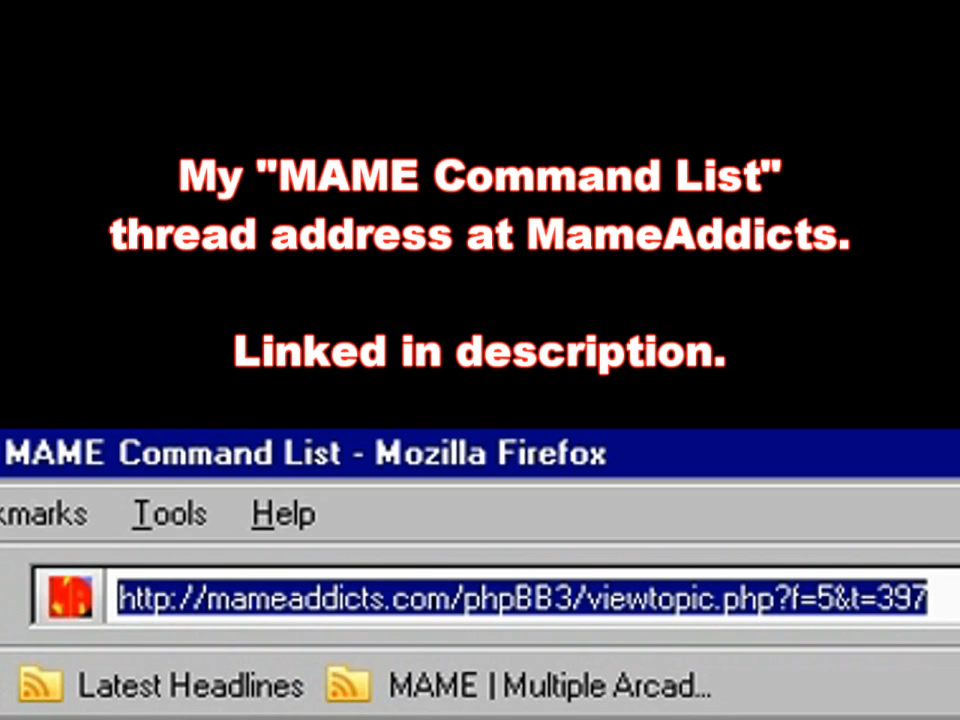 My "MAME Command List"
thread address at MameAddicts.
Linked in description.
MAME Command List - Mozilla Firefox
kmarks Tools Help
http://mameaddicts.com/phpBB3/viewtopic.php?f=5&t=397
Latest Headlines MAME | Multiple Arcad...